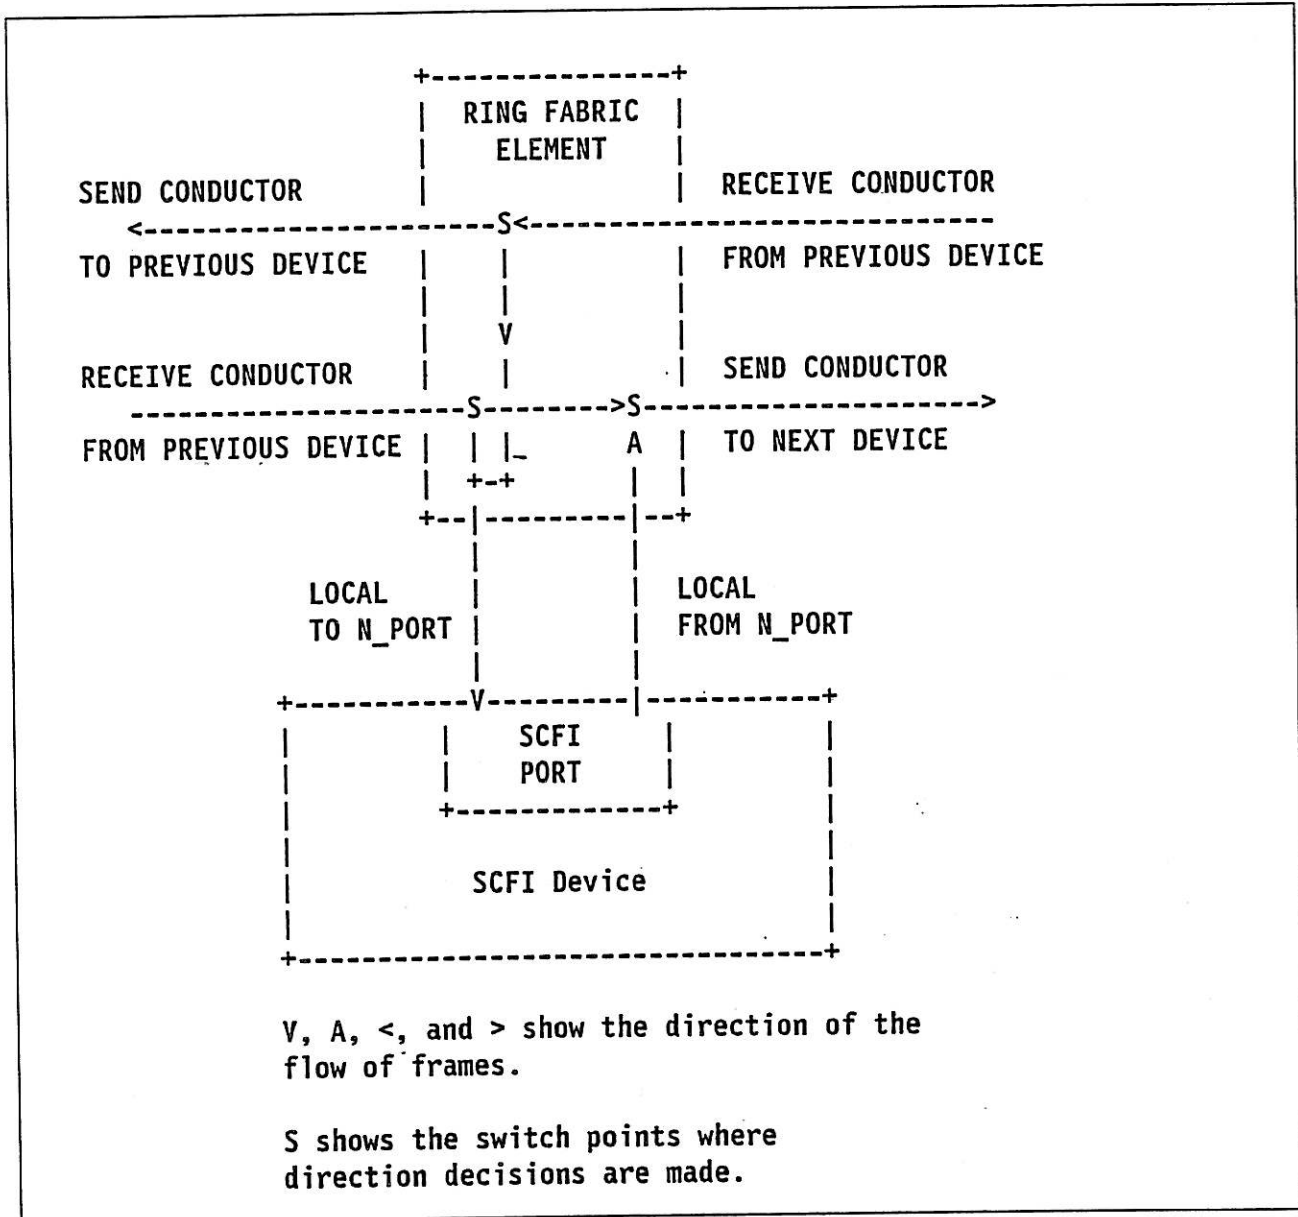 +---------------+
| RING FABRIC |
| ELEMENT |
SEND CONDUCTOR | | RECEIVE CONDUCTOR
<----------------------S<-----------------------------
TO PREVIOUS DEVICE | | | FROM PREVIOUS DEVICE
| | |
| V |
RECEIVE CONDUCTOR | | | SEND CONDUCTOR
---------------------S-------->S--------------------->
FROM PREVIOUS DEVICE | | |_ A | TO NEXT DEVICE
| +-+ | |
+--|---------|--+
| |
LOCAL | | LOCAL
TO N_PORT | | FROM N_PORT
| |
+-----------V---------|-----------+
| | SCFI | |
| | PORT | |
| +-------------+ |
| |
| SCFI Device |
| |
+---------------------------------+
V, A, <, and > show the direction of the
flow of frames.
S shows the switch points where
direction decisions are made.